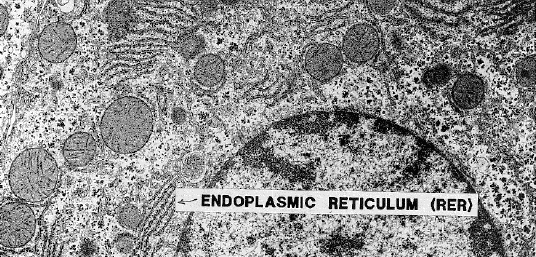 ENDOPLASMIC RETICULUM (RER)